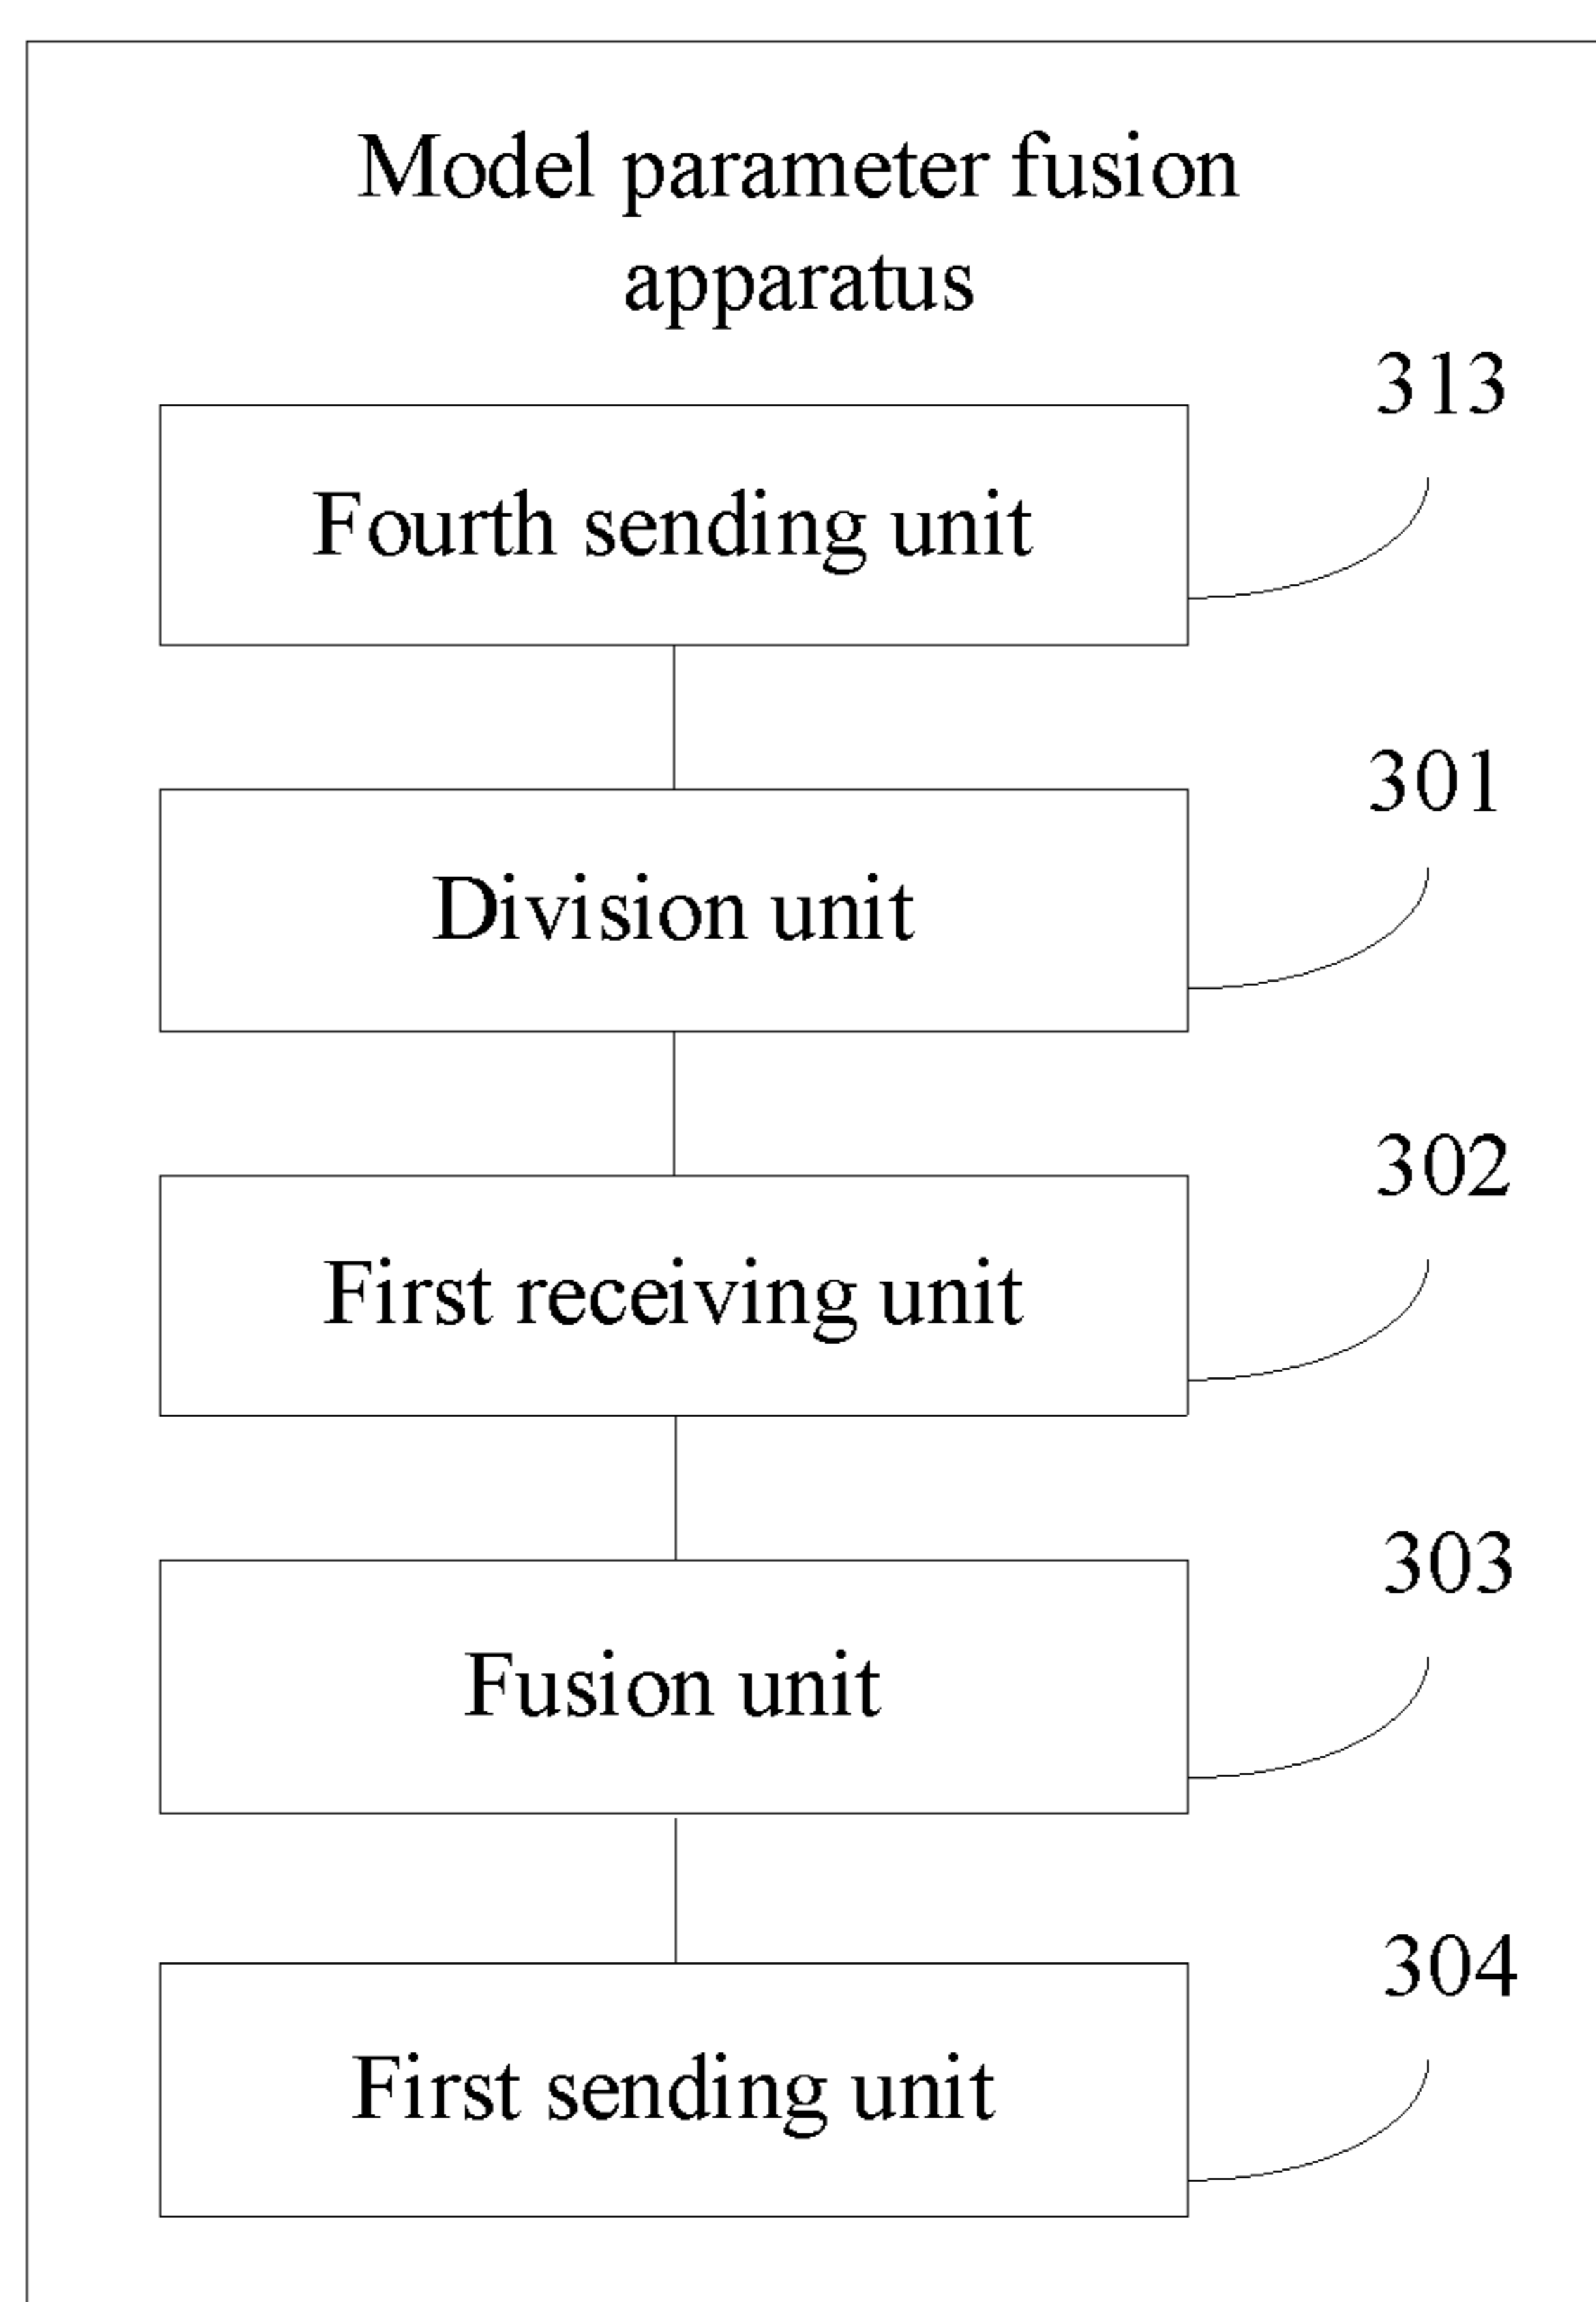 Model parameter fusion
apparatus
313
Fourth sending unit
301
Division unit
302
First receiving unit
303
Fusion unit
304
First sending unit